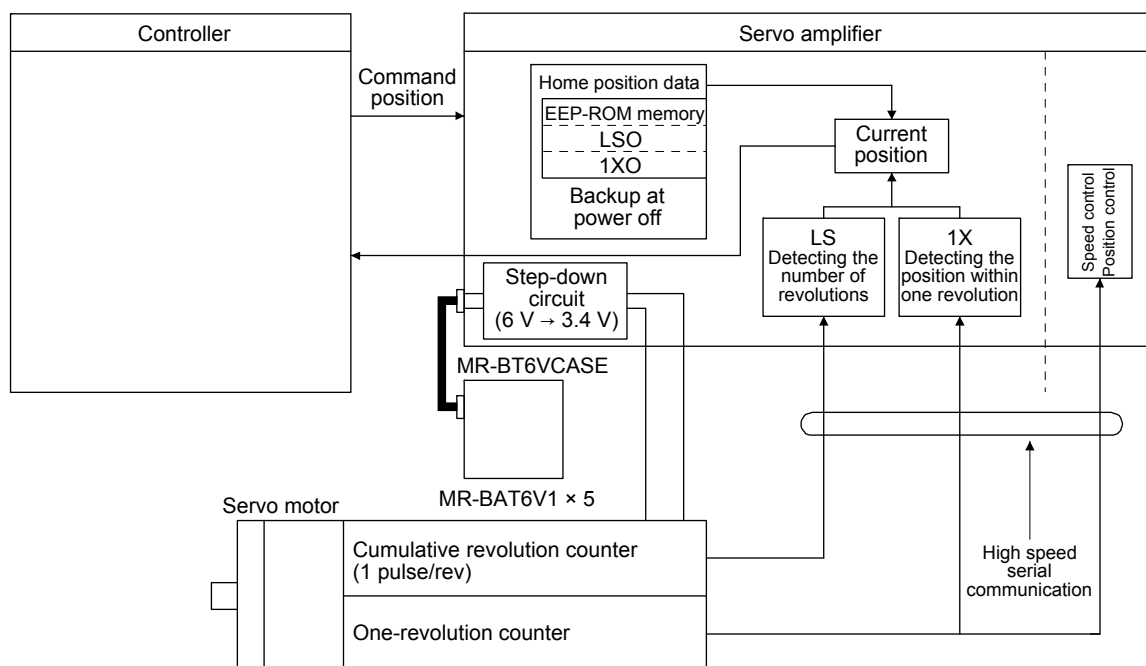 Controller
Servo amplifier
Command
position
Home position data
EEP-ROM memory
LSO
1XO
Backup at
power off
Current
position
LS
Detecting the
number of
revolutions
1X
Detecting the
position within
one revolution
Speed control
Position control
Step-down
circuit
(6 V → 3.4 V)
MR-BT6VCASE
MR-BAT6V1 × 5
Servo motor
Cumulative revolution counter
(1 pulse/rev)
One-revolution counter
High speed
serial
communication